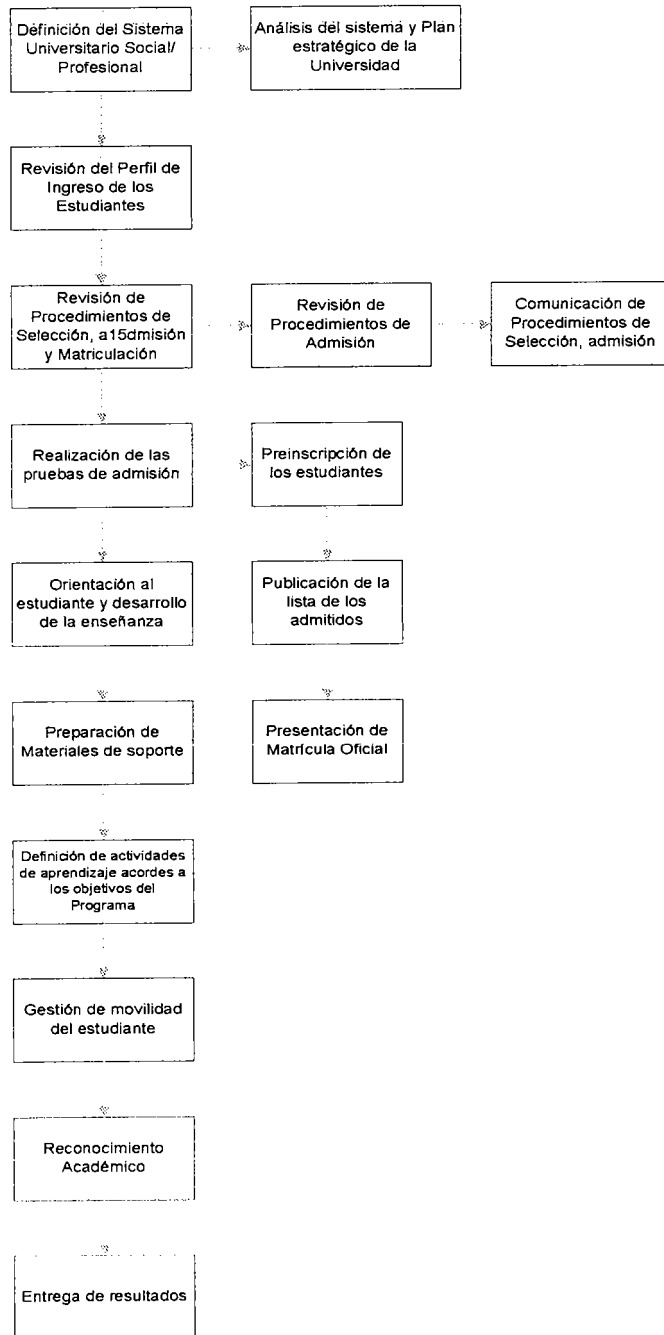 Definición del Sistema
Universitario Social/
Profesional
Análisis del sistema y Plan
estratégico de la
Universidad
Revisión del Perfil de
Ingreso de los
Estudiantes
Revisión de
Procedimientos de
Selección, a15dmisión
y Matriculación
Revisión de
Procedimientos de
Admisión
Comunicación de
Procedimientos de
Selección, admisión
Realización de las
pruebas de admisión
Preinscripción de
los estudiantes
Orientación al
estudiante y desarrollo
de la enseñanza
Publicación de la
lista de los
admitidos
Preparación de
Materiales de soporte
Presentación de
Matrícula Oficial
Definición de actividades
de aprendizaje acordes a
los objetivos del
Programa
Gestión de movilidad
del estudiante
Reconocimiento
Académico
Entrega de resultados